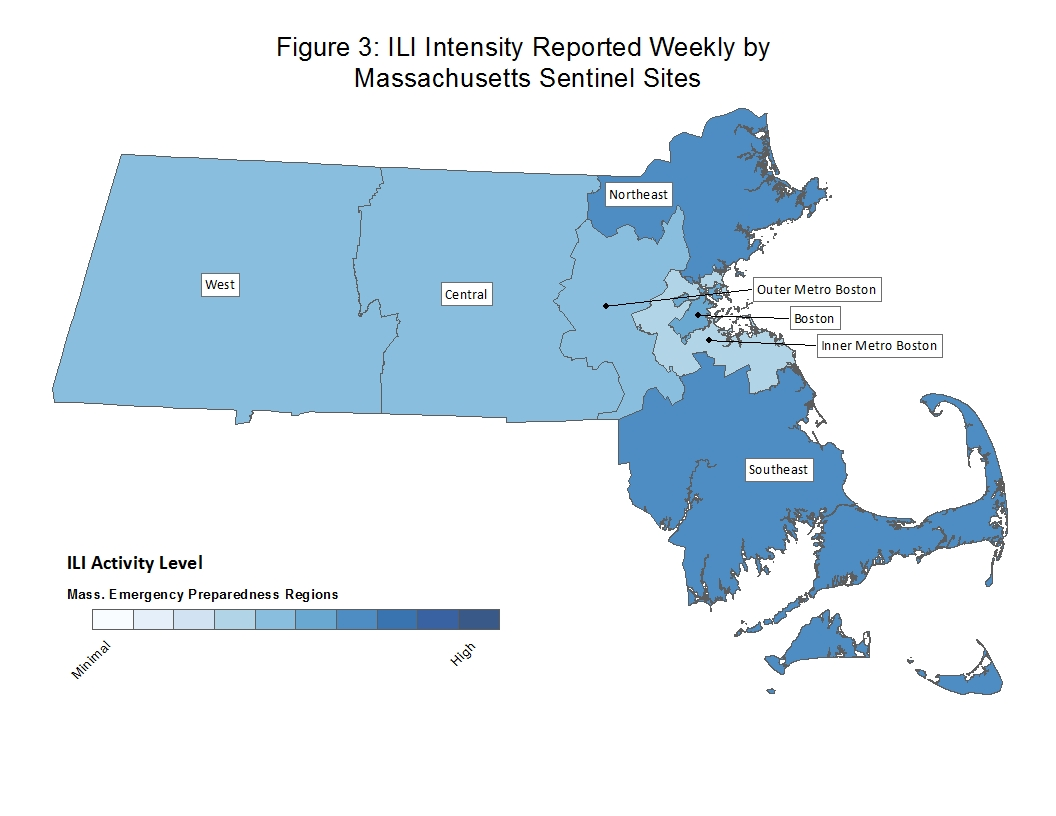 Figure 3: ILI Intensity Reported Weekly by
Massachusetts Sentinel Sites
Northeast
West
Central
Outer Metro Boston
Boston
Inner Metro Boston
Southeast
ILI Activity Level
Mass. Emergency Preparedness Regions
Minimal
High